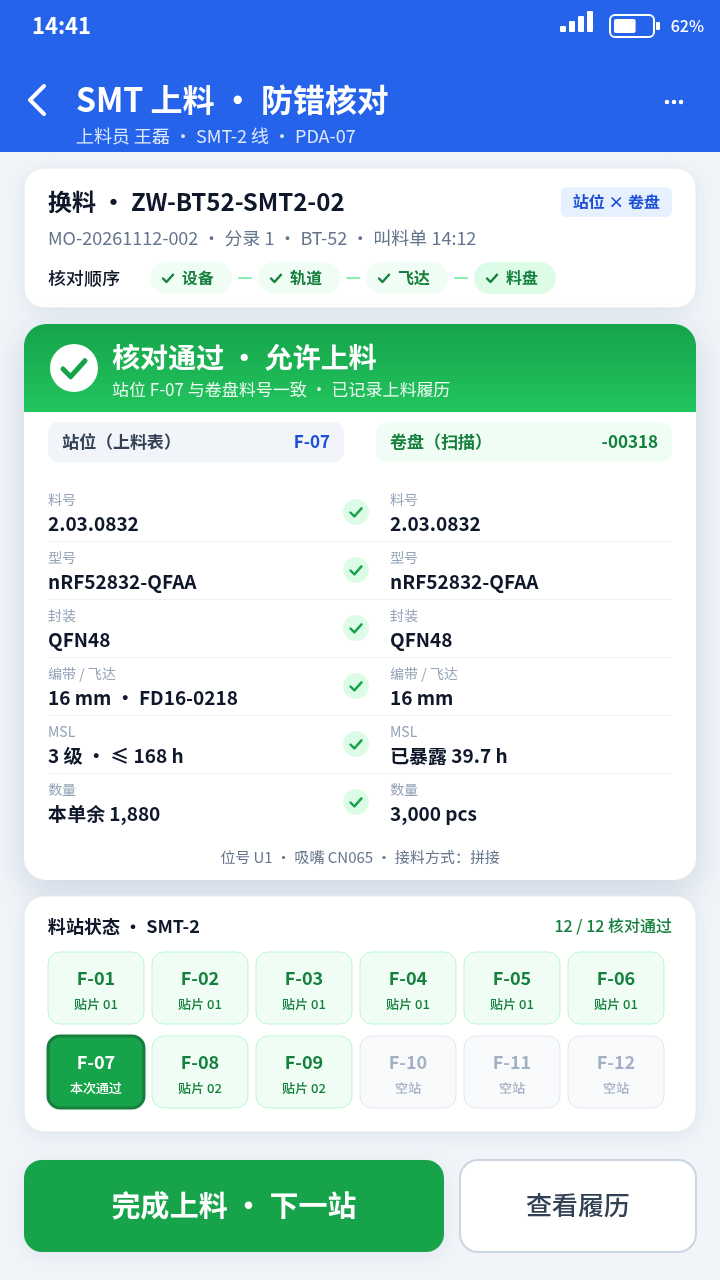 14:41
62%
SMT 上料 · 防错核对
上料员 王磊 · SMT-2 线 · PDA-07
换料 · ZW-BT52-SMT2-02
站位 × 卷盘
MO-20261112-002 · 分录 1 · BT-52 · 叫料单 14:12
核对顺序 设备 轨道 飞达 料盘
核对通过 · 允许上料
站位 F-07 与卷盘料号一致 · 已记录上料履历
站位（上料表） F-07
卷盘（扫描） -00318
料号 料号
2.03.0832 2.03.0832
型号 型号
nRF52832-QFAA nRF52832-QFAA
封装 封装
QFN48 QFN48
编带 / 飞达 编带 / 飞达
16 mm · FD16-0218 16 mm
MSL MSL
3 级 · ≤ 168 h 已暴露 39.7 h
数量 数量
本单余 1,880 3,000 pcs
位号 U1 · 吸嘴 CN065 · 接料方式：拼接
料站状态 · SMT-2
12 / 12 核对通过
F-01 F-02 F-03 F-04 F-05 F-06
贴片 01 贴片 01 贴片 01 贴片 01 贴片 01 贴片 01
F-07 F-08 F-09 F-10 F-11 F-12
本次通过 贴片 02 贴片 02 空站 空站 空站
完成上料 · 下一站
查看履历